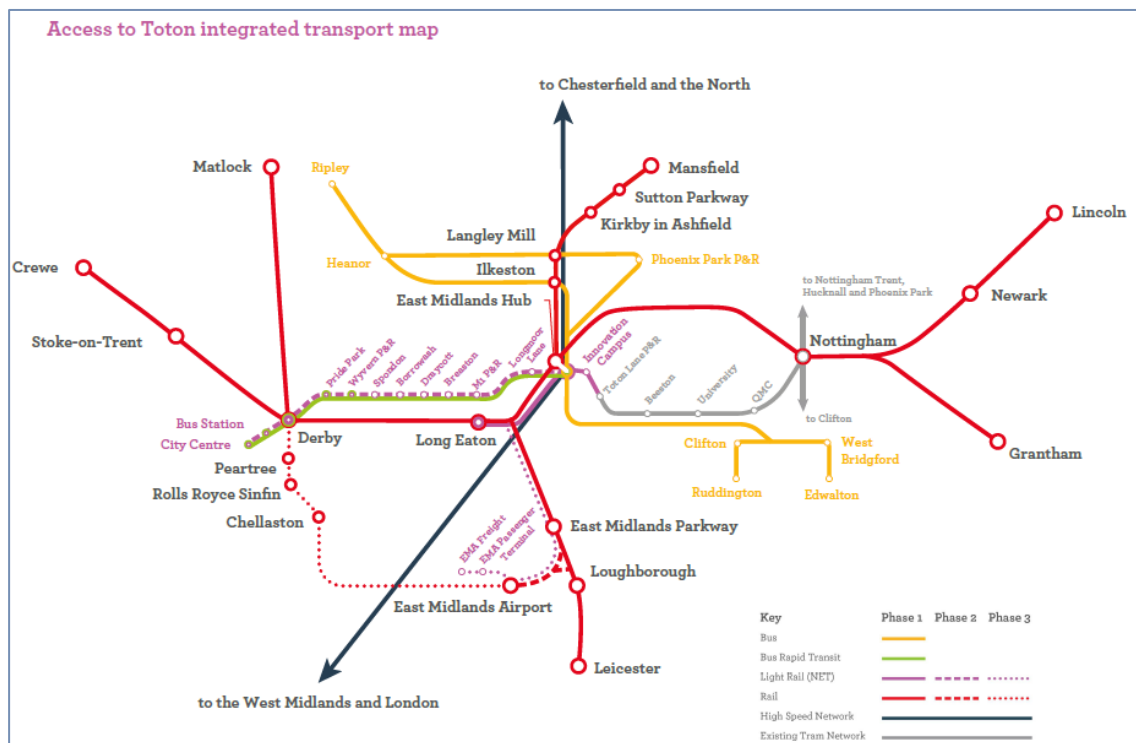 Access to Toton integrated transport map
to Chesterfield and the North
Matlock
Ripley
Mansfield
Sutton Parkway
Kirkby in Ashfield
Lincoln
Langley Mill
Heanor
Phoenix Park P&R
Crewe
Ilkeston
to Nottingham Trent,
Hucknall and Phoenix Park
East Midlands Hub
Newark
Stoke-on-Trent
Nottingham
Pride Park
Wyvern P&R
Spondon
Borrowash
Draycott
Breaston
M1 P&R
Longmoor
Lane
Innovation
Campus
Toton Lane P&R
Beeston
University
QMC
to Clifton
Bus Station
City Centre
Derby
Long Eaton
Clifton
West
Bridgford
Grantham
Peartree
Rolls Royce Sinfin
Ruddington
Edwalton
Chellaston
East Midlands Parkway
EMA Freight
EMA Passenger
Terminal
Loughborough
East Midlands Airport
Leicester
to the West Midlands and London
Key Phase 1 Phase 2 Phase 3
Bus
Bus Rapid Transit
Light Rail (NET)
Rail
High Speed Network
Existing Tram Network